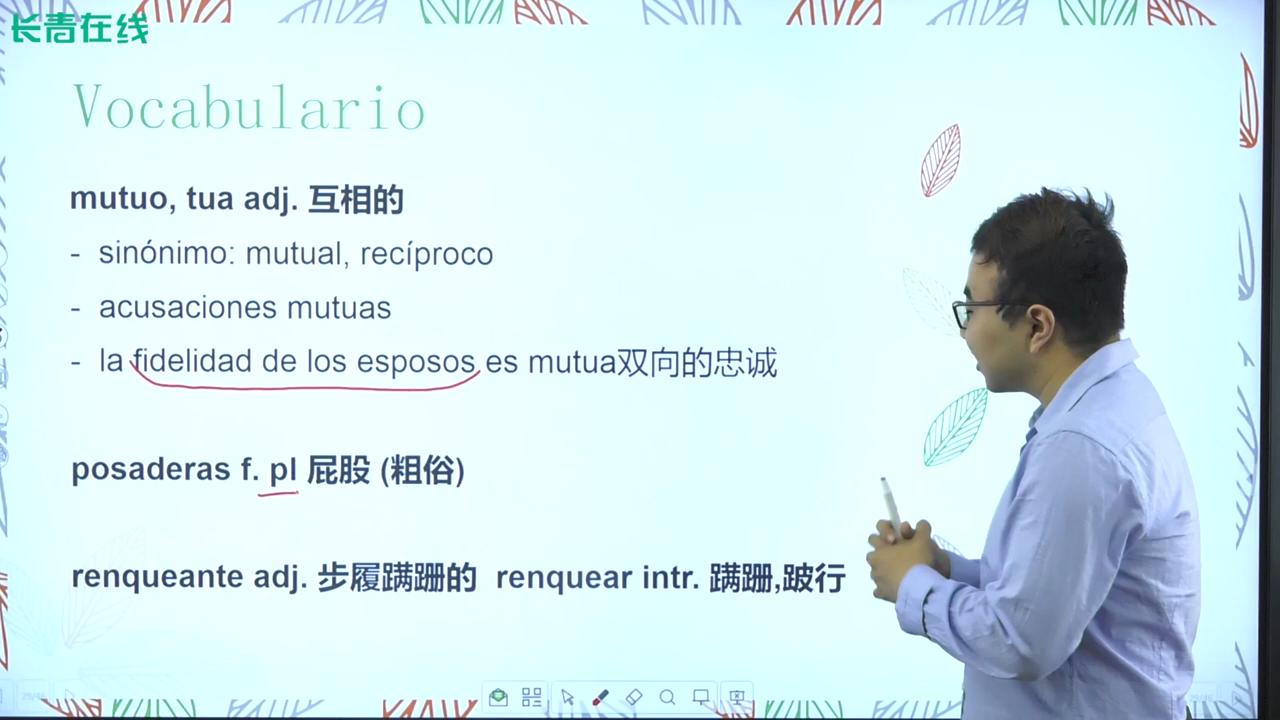 长青在线
Vocabulario
mutuo, tua adj. 互相的
- sinónimo: mutual, recíproco
- acusaciones mutuas
- la fidelidad de los esposos es mutua双向的忠诚
posaderas f. pl 屁股 (粗俗)
renqueante adj. 步履蹒跚的 renquear intr. 蹒跚,跛行